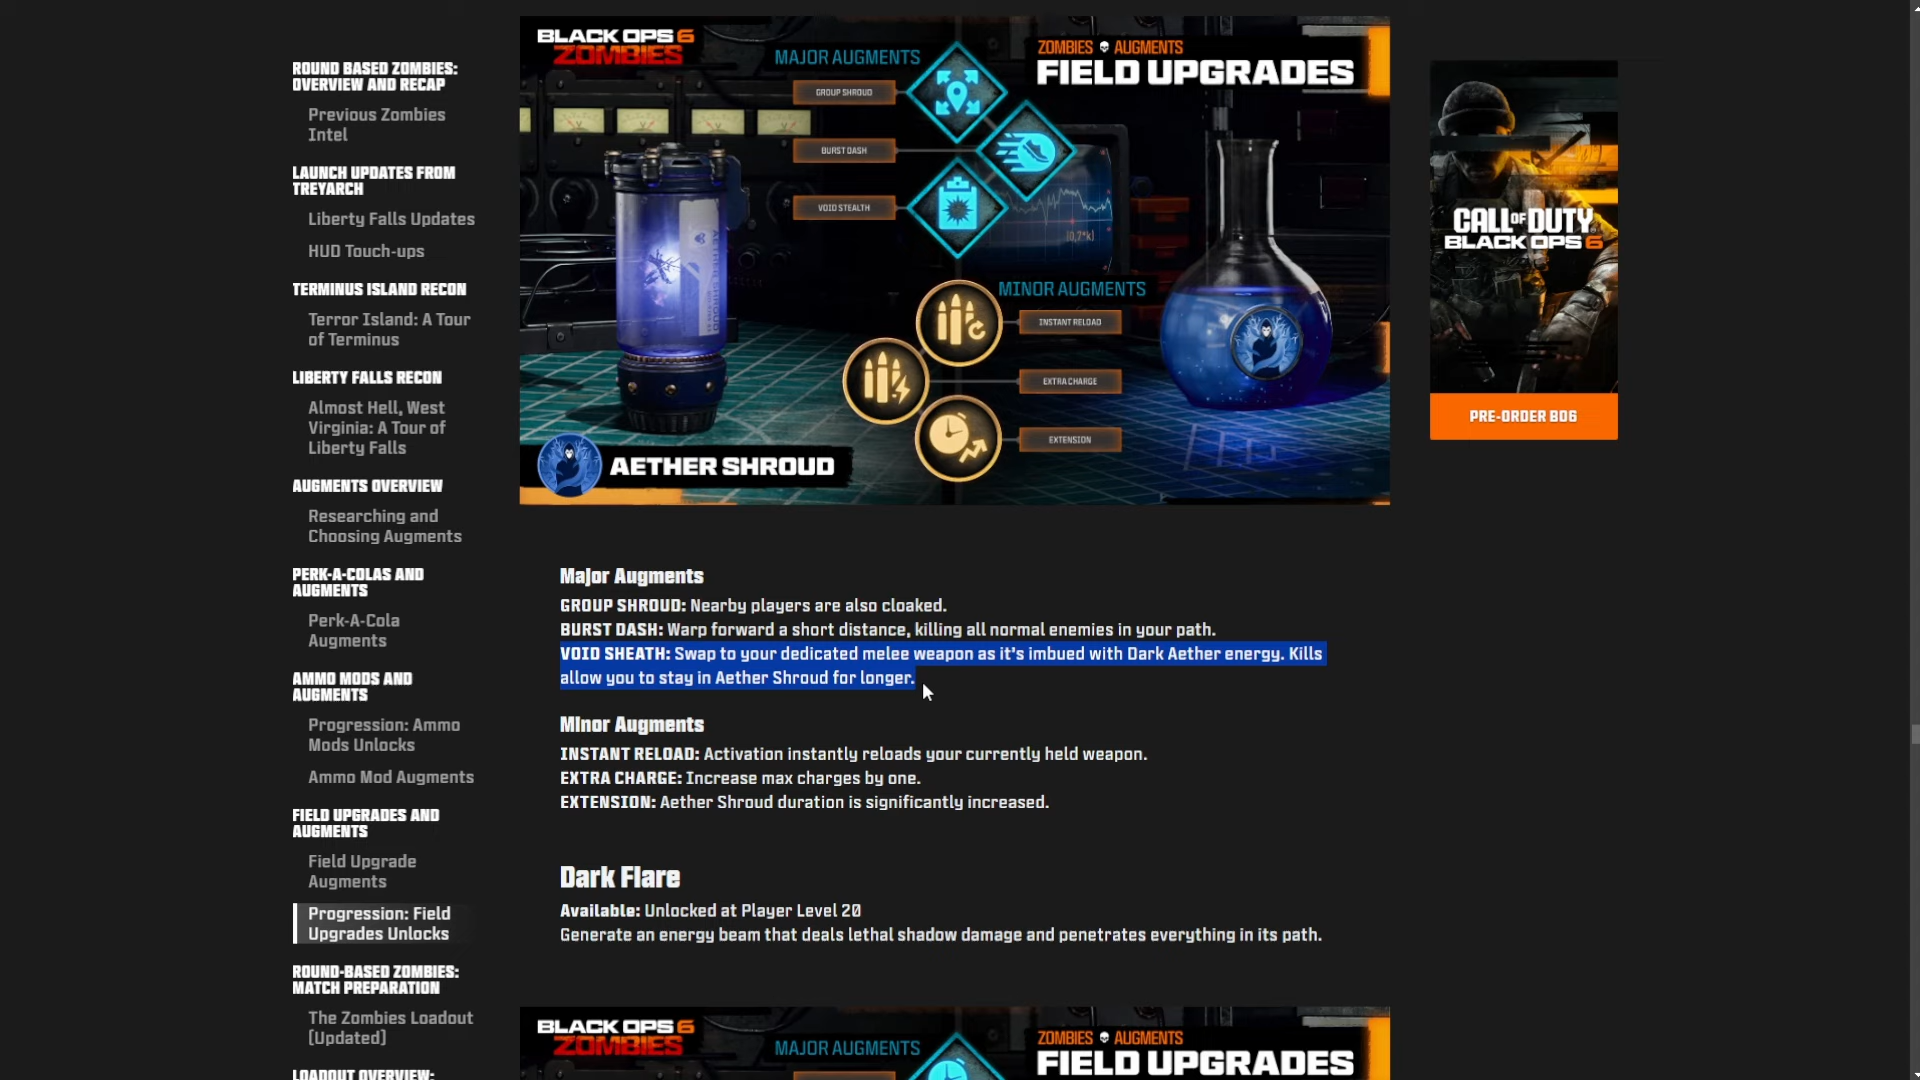 ROUND BASED ZOMBIES:
OVERVIEW AND RECAP
Previous Zombies
Intel
LAUNCH UPDATES FROM
TREYARCH
Liberty Falls Updates
HUD Touch-ups
TERMINUS ISLAND RECON
Terror Island: A Tour
of Terminus
LIBERTY FALLS RECON
Almost Hell, West
Virginia: A Tour of
Liberty Falls
AUGMENTS OVERVIEW
Researching and
Choosing Augments
PERK-A-COLAS AND
AUGMENTS
Perk-A-Cola
Augments
AMMO MODS AND
AUGMENTS
Progression: Ammo
Mods Unlocks
Ammo Mod Augments
FIELD UPGRADES AND
AUGMENTS
Field Upgrade
Augments
Progression: Field
Upgrades Unlocks
ROUND-BASED ZOMBIES:
MATCH PREPARATION
The Zombies Loadout
(Updated)
LOADOUT OVERVIEW:
BLACK OPS 6
ZOMBIES
MAJOR AUGMENTS
GROUP SHROUD
BURST DASH
VOID STEALTH
ZOMBIES AUGMENTS
FIELD UPGRADES
MINOR AUGMENTS
INSTANT RELOAD
EXTRA CHARGE
EXTENSION
AETHER SHROUD
Major Augments
GROUP SHROUD: Nearby players are also cloaked.
BURST DASH: Warp forward a short distance, killing all normal enemies in your path.
VOID SHEATH: Swap to your dedicated melee weapon as it's imbued with Dark Aether energy. Kills
allow you to stay in Aether Shroud for longer.
Minor Augments
INSTANT RELOAD: Activation instantly reloads your currently held weapon.
EXTRA CHARGE: Increase max charges by one.
EXTENSION: Aether Shroud duration is significantly increased.
Dark Flare
Available: Unlocked at Player Level 20
Generate an energy beam that deals lethal shadow damage and penetrates everything in its path.
BLACK OPS 6
ZOMBIES
MAJOR AUGMENTS
ZOMBIES AUGMENTS
FIELD UPGRADES
CALL OF DUTY
BLACK OPS 6
PRE-ORDER BO6